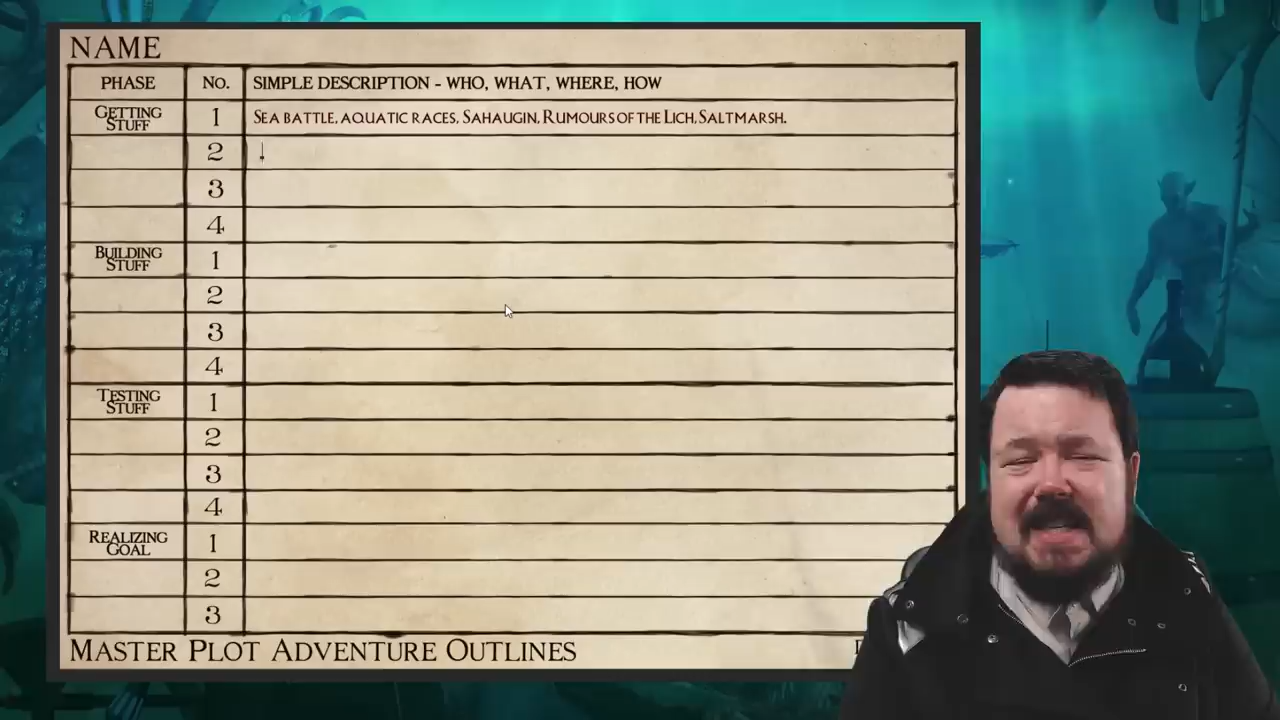 NAME
PHASE No. SIMPLE DESCRIPTION - WHO, WHAT, WHERE, HOW
GETTING STUFF 1 SEA BATTLE, AQUATIC RACES, SAHAUGIN, RUMOURS OF THE LICH, SALTMARSH.
2
3
4
BUILDING STUFF 1
2
3
4
TESTING STUFF 1
2
3
4
REALIZING GOAL 1
2
3
MASTER PLOT ADVENTURE OUTLINES